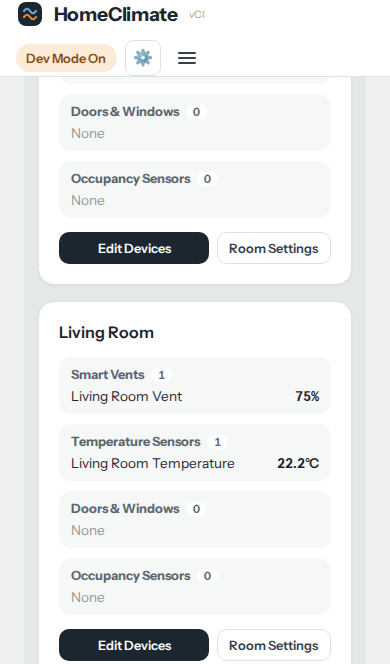 HomeClimate vCI
Dev Mode On
Doors & Windows 0
None
Occupancy Sensors 0
None
Edit Devices Room Settings
Living Room
Smart Vents 1
Living Room Vent 75%
Temperature Sensors 1
Living Room Temperature 22.2°C
Doors & Windows 0
None
Occupancy Sensors 0
None
Edit Devices Room Settings